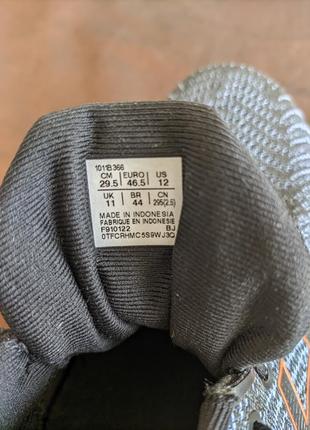 1011B366
CM EURO US
29.5 46.5 12
UK BR CN
11 44 295(2.5)
MADE IN INDONESIA
FABRIQUE EN INDONESIE
F910122 BJ
0TFCRHMC5S9WJ3Q